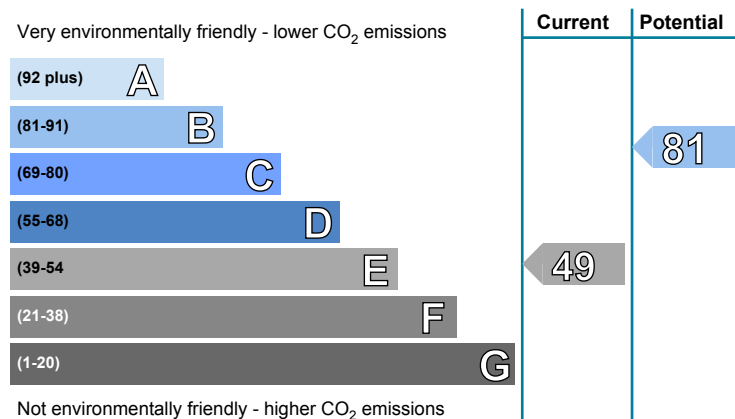 Very environmentally friendly - lower CO2 emissions
Current
Potential
(92 plus) A
(81-91) B
(69-80) C
(55-68) D
(39-54 E
(21-38) F
(1-20) G
81
49
Not environmentally friendly - higher CO2 emissions